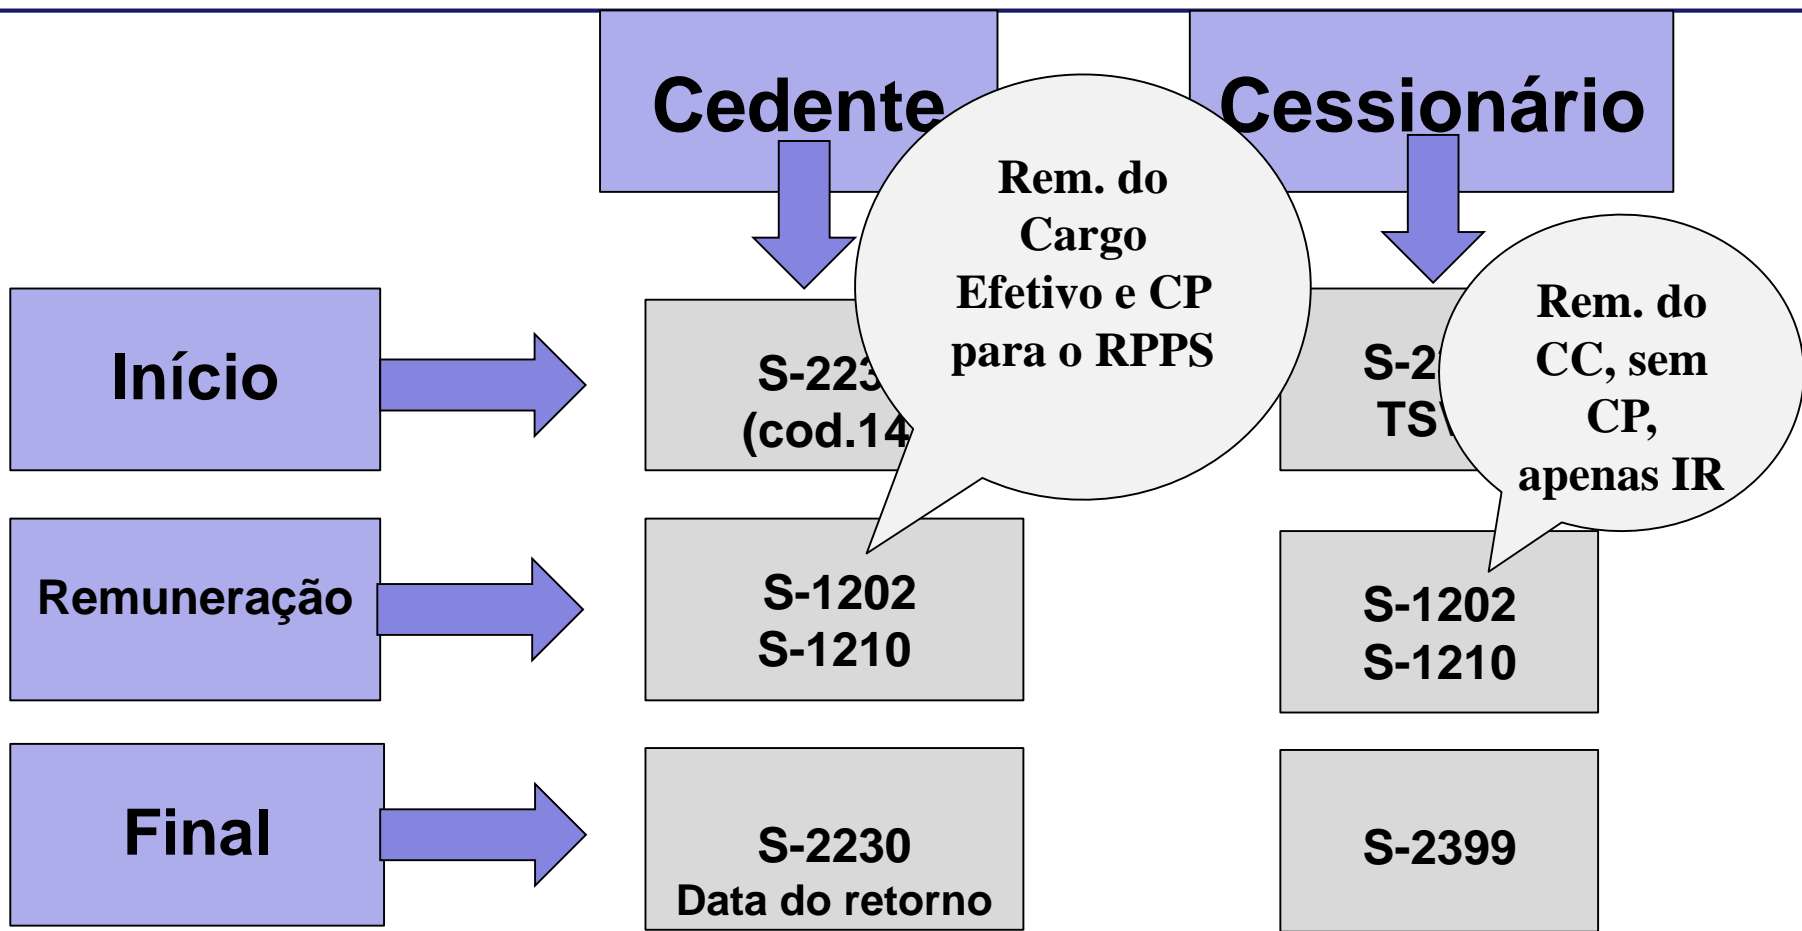 Cedente
Cessionário
Rem. do
Cargo
Efetivo e CP
para o RPPS
Rem. do
CC, sem
CP,
apenas IR
Início
S-223
(cod.14
S-2
TSV
Remuneração
S-1202
S-1210
S-1202
S-1210
Final
S-2230
Data do retorno
S-2399